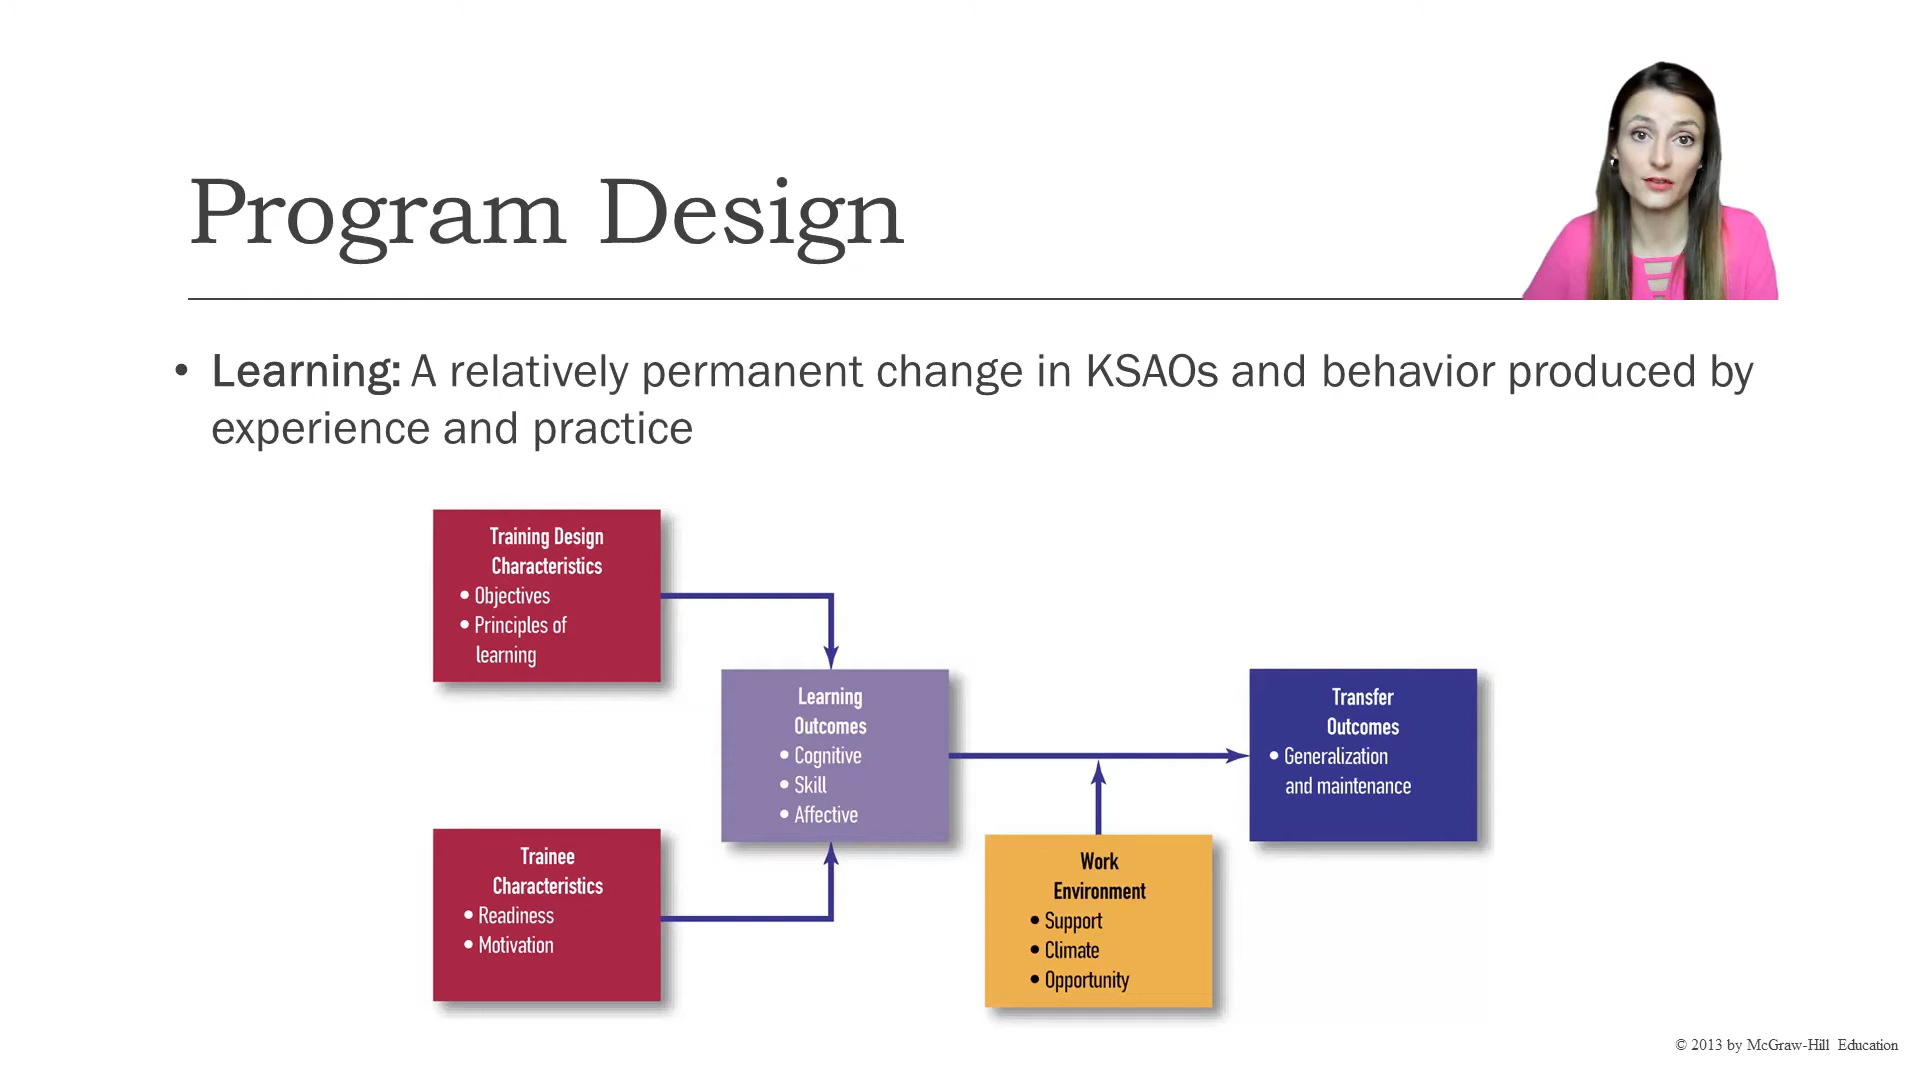 Program Design
• Learning: A relatively permanent change in KSAOs and behavior produced by
experience and practice
Training Design
Characteristics
• Objectives
• Principles of
learning
Learning
Outcomes
• Cognitive
• Skill
• Affective
Transfer
Outcomes
• Generalization
and maintenance
Trainee
Characteristics
• Readiness
• Motivation
Work
Environment
• Support
• Climate
• Opportunity
© 2013 by McGraw-Hill Education